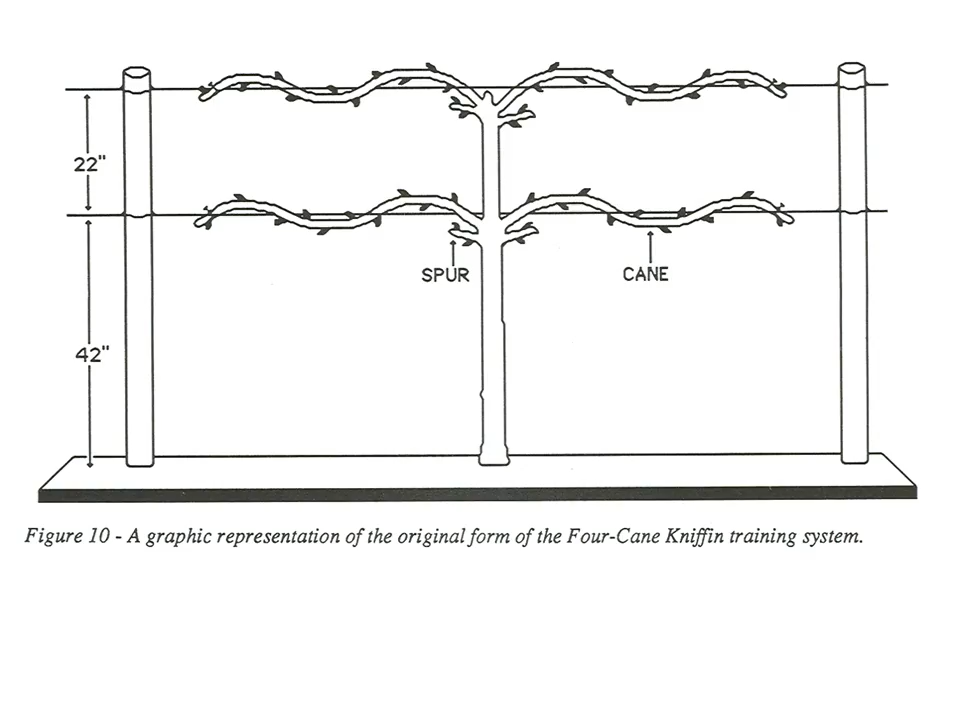 22"
SPUR
CANE
42"
Figure 10 - A graphic representation of the original form of the Four-Cane Kniffin training system.